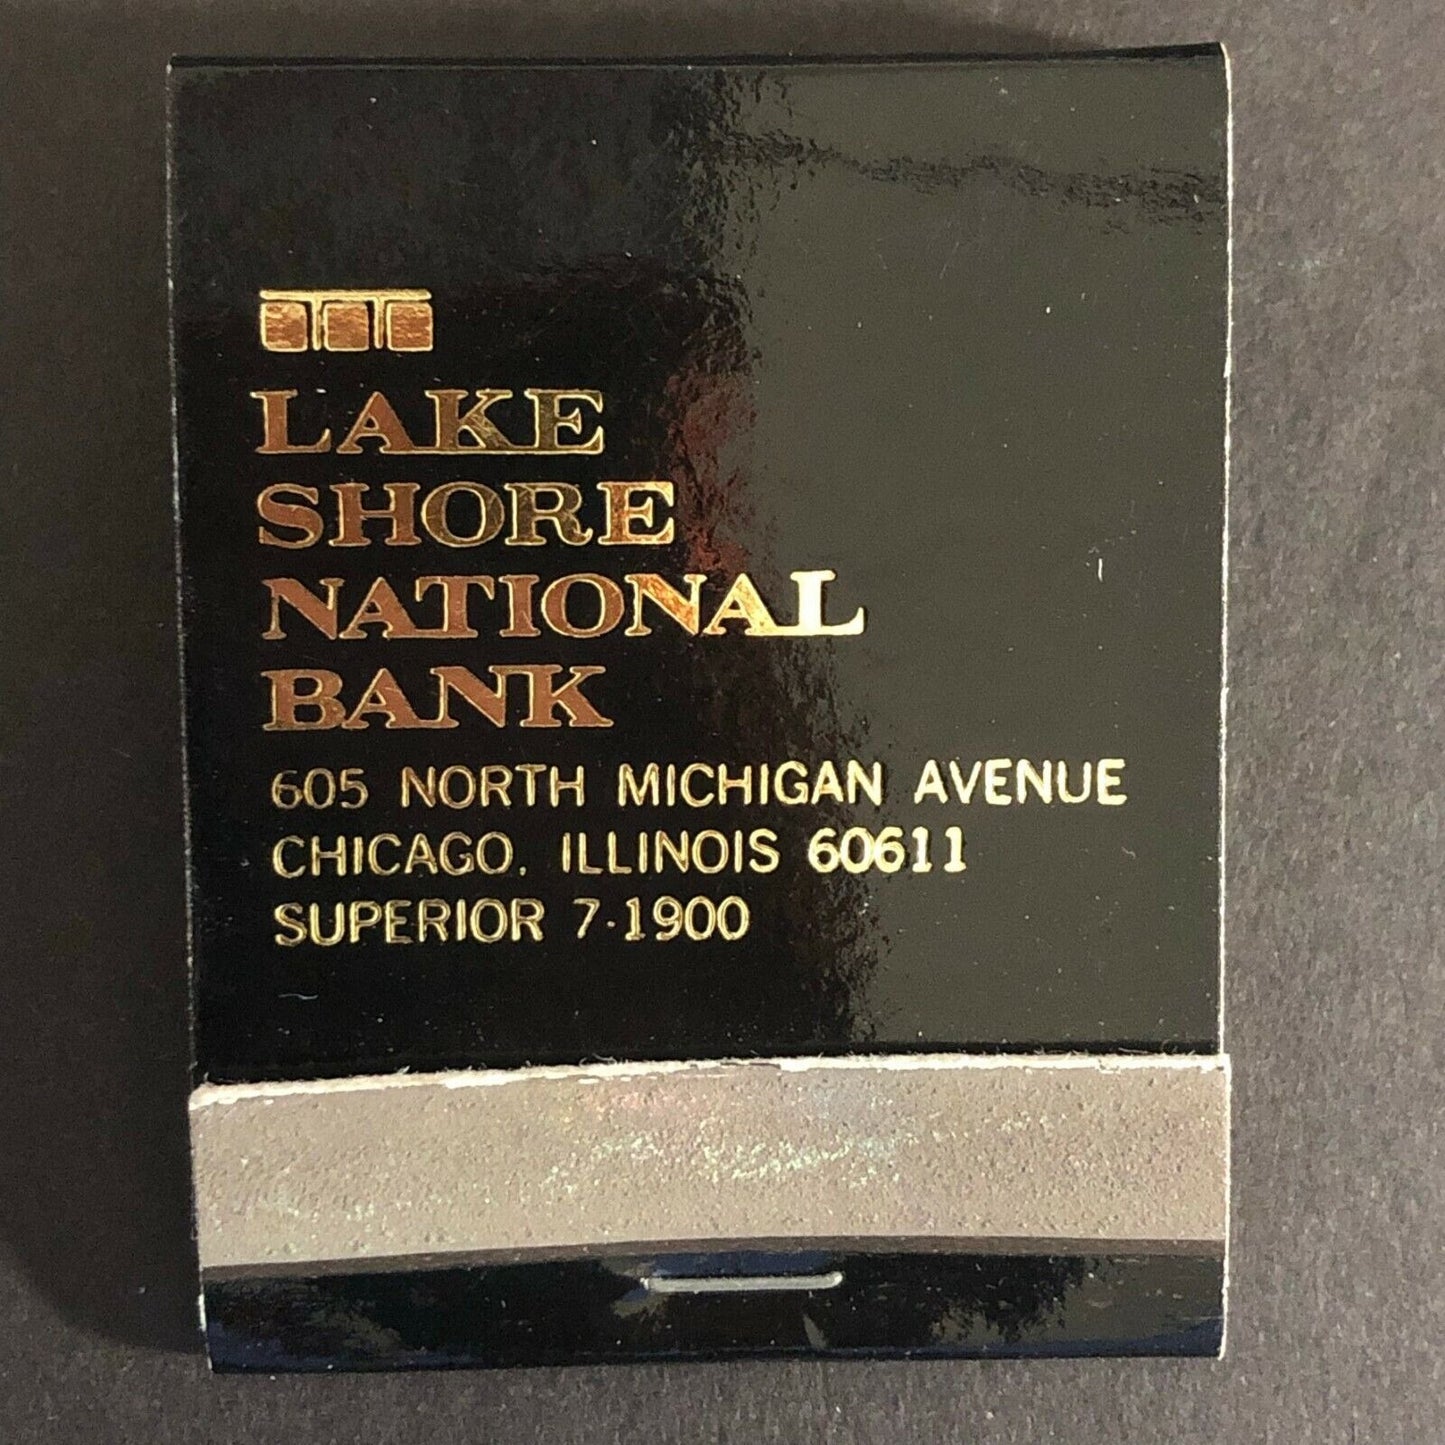 LAKE
SHORE
NATIONAL
BANK
605 NORTH MICHIGAN AVENUE
CHICAGO, ILLINOIS 60611
SUPERIOR 7-1900